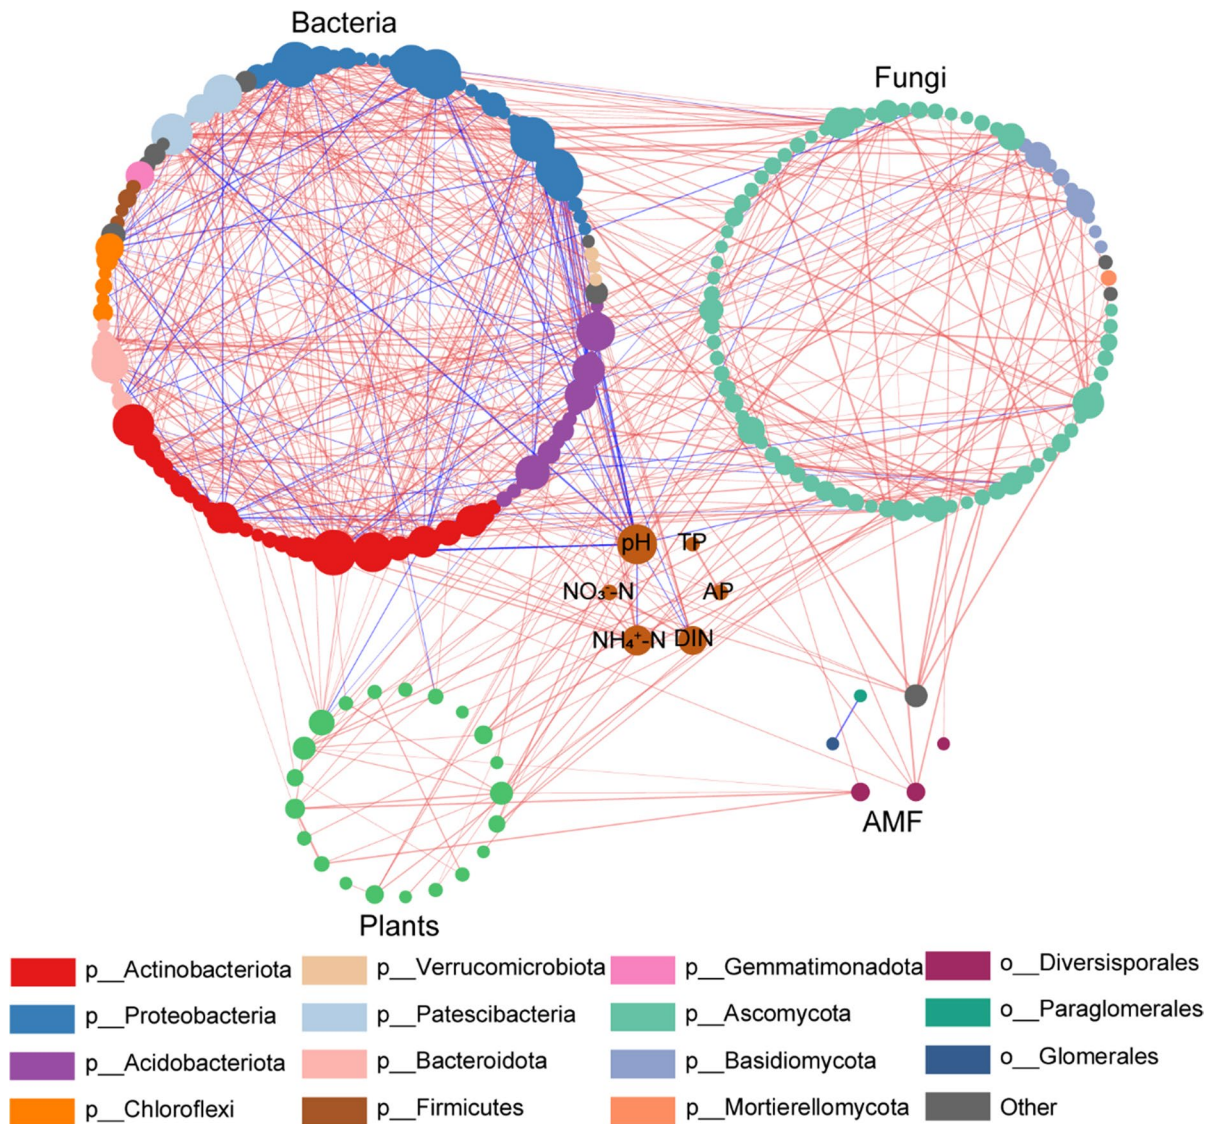 Bacteria
Fungi
pH TP
NO₃⁻-N AP
NH₄⁺-N DIN
AMF
Plants
p__Actinobacteriota p__Verrucomicrobiota p__Gemmatimonadota o__Diversisporales
p__Proteobacteria p__Patescibacteria p__Ascomycota o__Paraglomerales
p__Acidobacteriota p__Bacteroidota p__Basidiomycota o__Glomerales
p__Chloroflexi p__Firmicutes p__Mortierellomycota Other